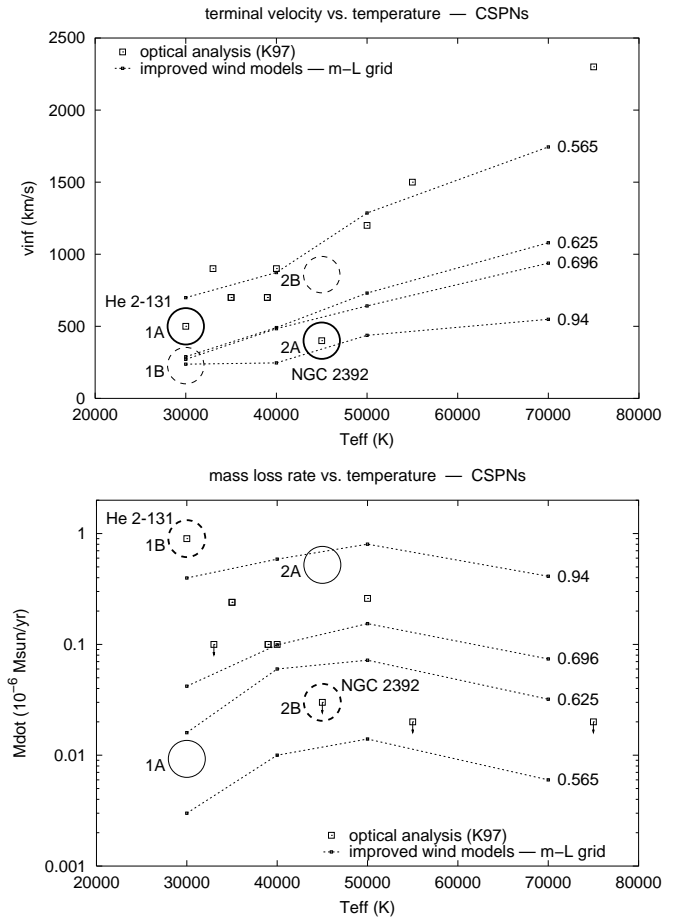 terminal velocity vs. temperature — CSPNs
2500
optical analysis (K97)
improved wind models — m−L grid
2000
1500
1000
500
0
vinf (km/s)
0.565
0.625
0.696
0.94
2B
He 2-131
1A
2A
1B
NGC 2392
20000 30000 40000 50000 60000 70000 80000
Teff (K)
mass loss rate vs. temperature — CSPNs
He 2-131
1
1B
2A
0.94
0.1
0.696
NGC 2392
0.625
2B
0.01
1A
0.565
Mdot (10−6 Msun/yr)
optical analysis (K97)
improved wind models — m−L grid
0.001
20000 30000 40000 50000 60000 70000 80000
Teff (K)